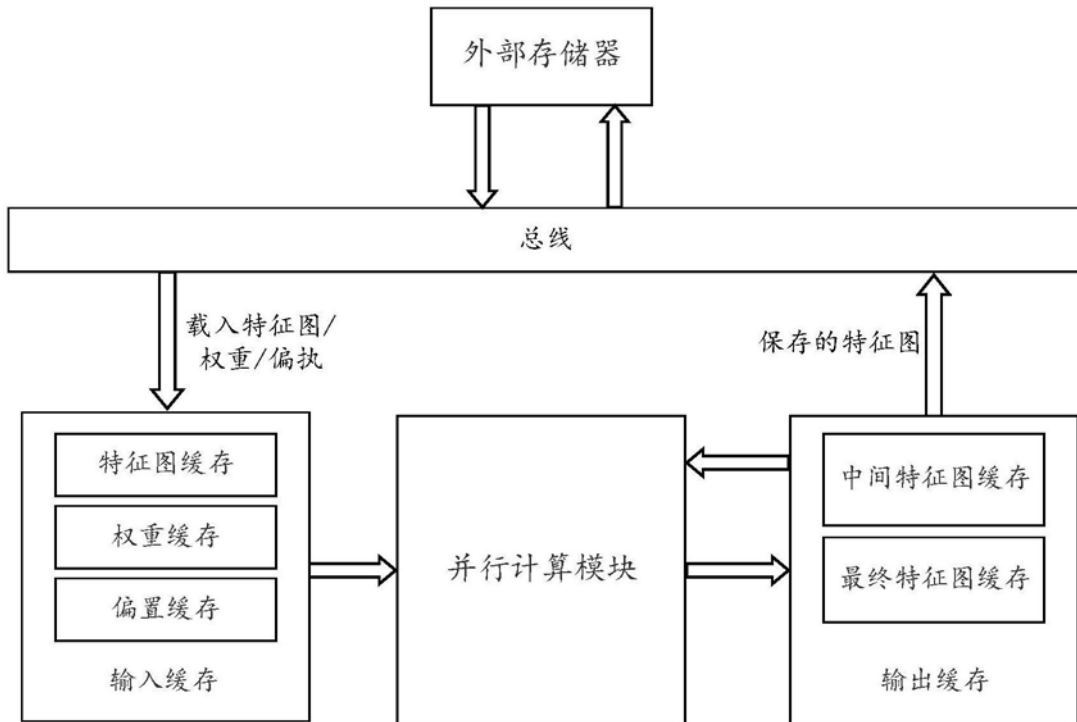 外部存储器
总线
载入特征图/
权重/偏执
保存的特征图
特征图缓存
权重缓存
偏置缓存
输入缓存
并行计算模块
中间特征图缓存
最终特征图缓存
输出缓存